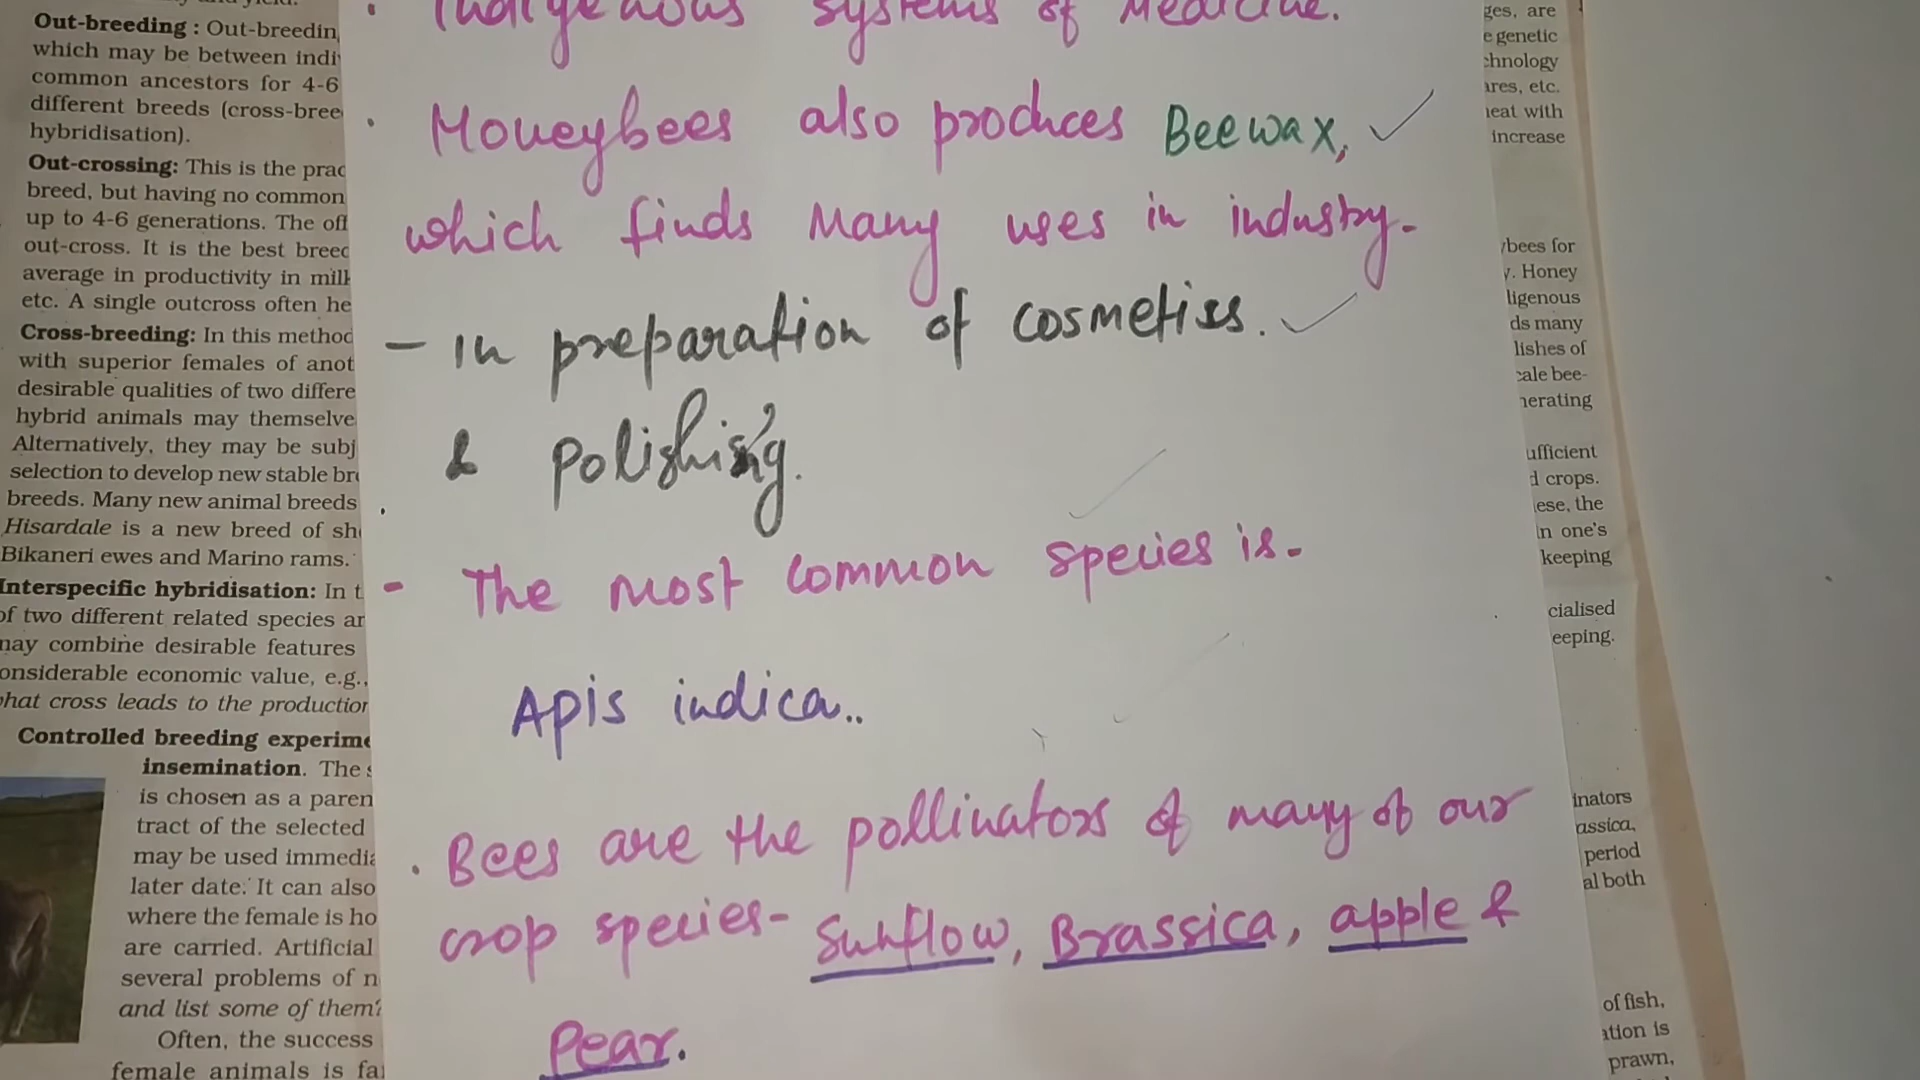 Out-breeding : Out-breedin
which may be between indi
common ancestors for 4-6
different breeds (cross-bree
hybridisation).
Out-crossing: This is the prac
breed, but having no common
up to 4-6 generations. The off
out-cross. It is the best breed
average in productivity in milk
etc. A single outcross often he
Cross-breeding: In this method
with superior females of anot
desirable qualities of two differe
hybrid animals may themselve
Alternatively, they may be subj
selection to develop new stable bre
breeds. Many new animal breeds
Hisardale is a new breed of sh
Bikaneri ewes and Marino rams.
Interspecific hybridisation: In t
of two different related species ar
may combine desirable features
onsiderable economic value, e.g.,
hat cross leads to the production
Controlled breeding experime
insemination. The s
is chosen as a paren
tract of the selected
may be used immedia
later date. It can also
where the female is ho
are carried. Artificial
several problems of n
and list some of them?
Often, the success
female animals is fai
Indigenous systems of Medicine.
• Honeybees also produces Beewax,
which finds Many uses in industry.
- in preparation of cosmetiss.
& polishing.
- The most common species is.
Apis indica..
• Bees are the pollinators of many of our
crop species- Sunflow, Brassica, apple &
Pear.
ges, are
e genetic
chnology
ares, etc.
neat with
increase
bees for
y. Honey
ligenous
ds many
lishes of
cale bee-
nerating
ufficient
d crops.
ese, the
in one's
keeping
cialised
eeping.
inators
assica,
period
al both
of fish,
ation is
prawn,